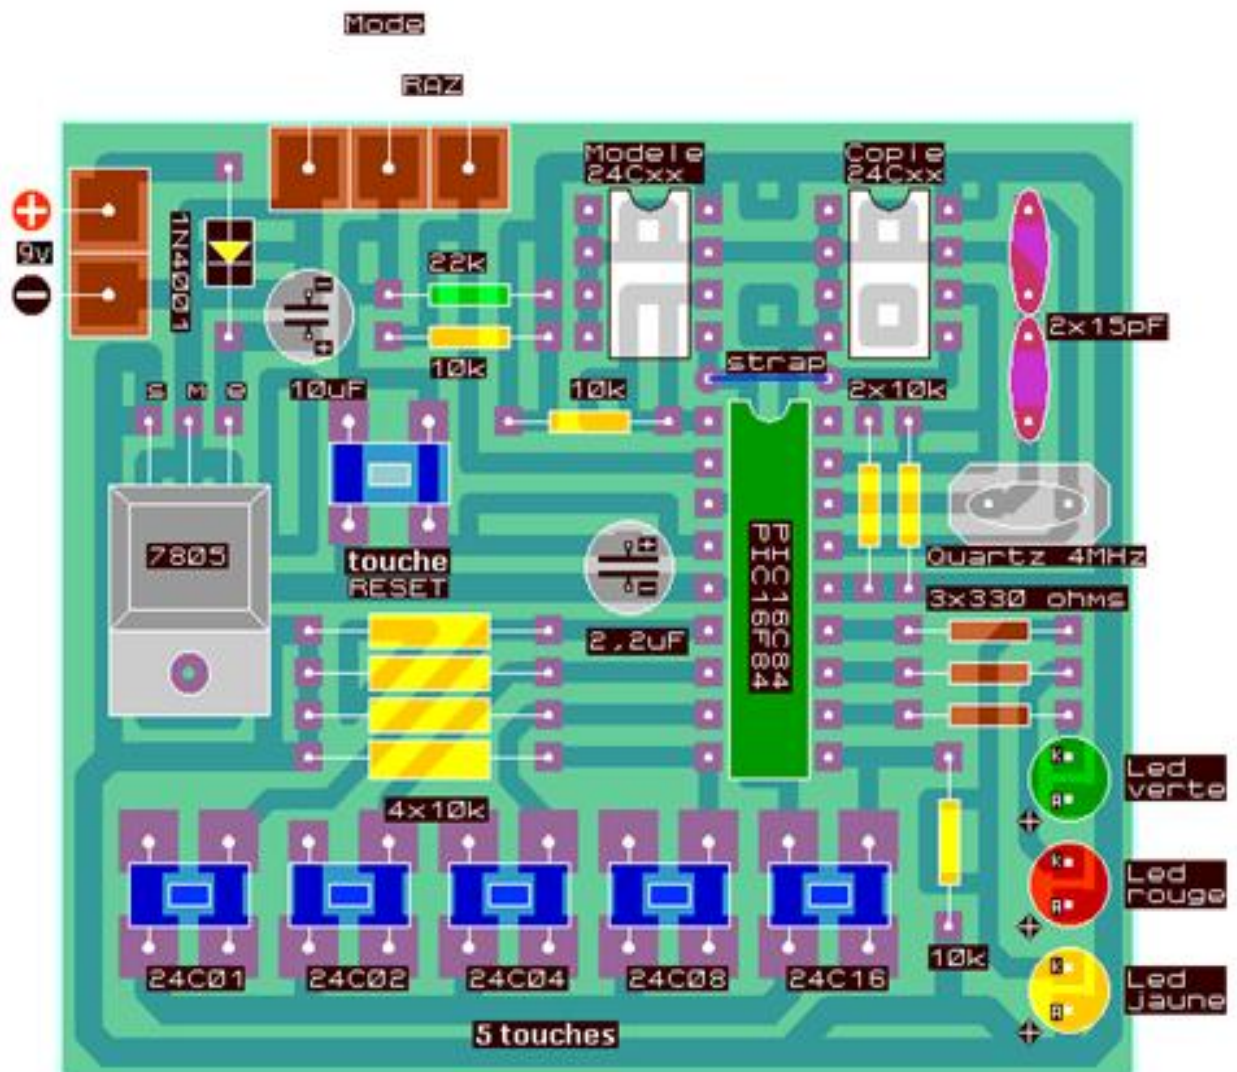 Mode
RAZ
Modele
24Cxx
Copie
24Cxx
+
9v
-
1N4001
22k
10k
10uF
s M e
10k
strap
2x10k
2x15pF
7805
touche
RESET
2,2uF
PIC16C84
PIC16F84
Quartz 4MHz
3x330 ohms
4x10k
K
A
+
Led
verte
K
A
+
Led
rouge
K
A
+
Led
jaune
10k
24C01
24C02
24C04
24C08
24C16
5 touches